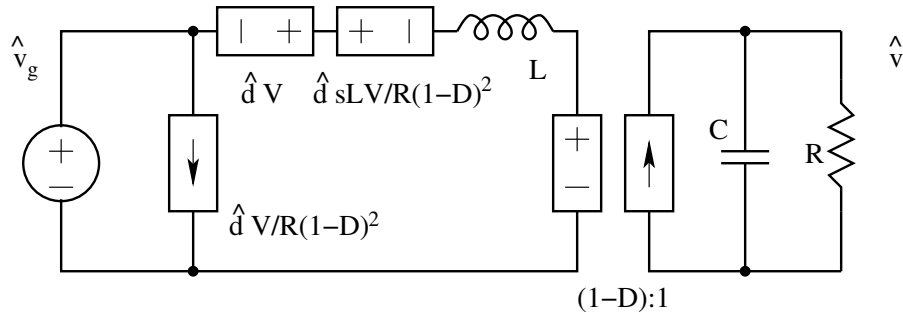 v̂g
d̂ V
d̂ sLV/R(1−D)²
L
v̂
C
R
d̂ V/R(1−D)²
(1−D):1